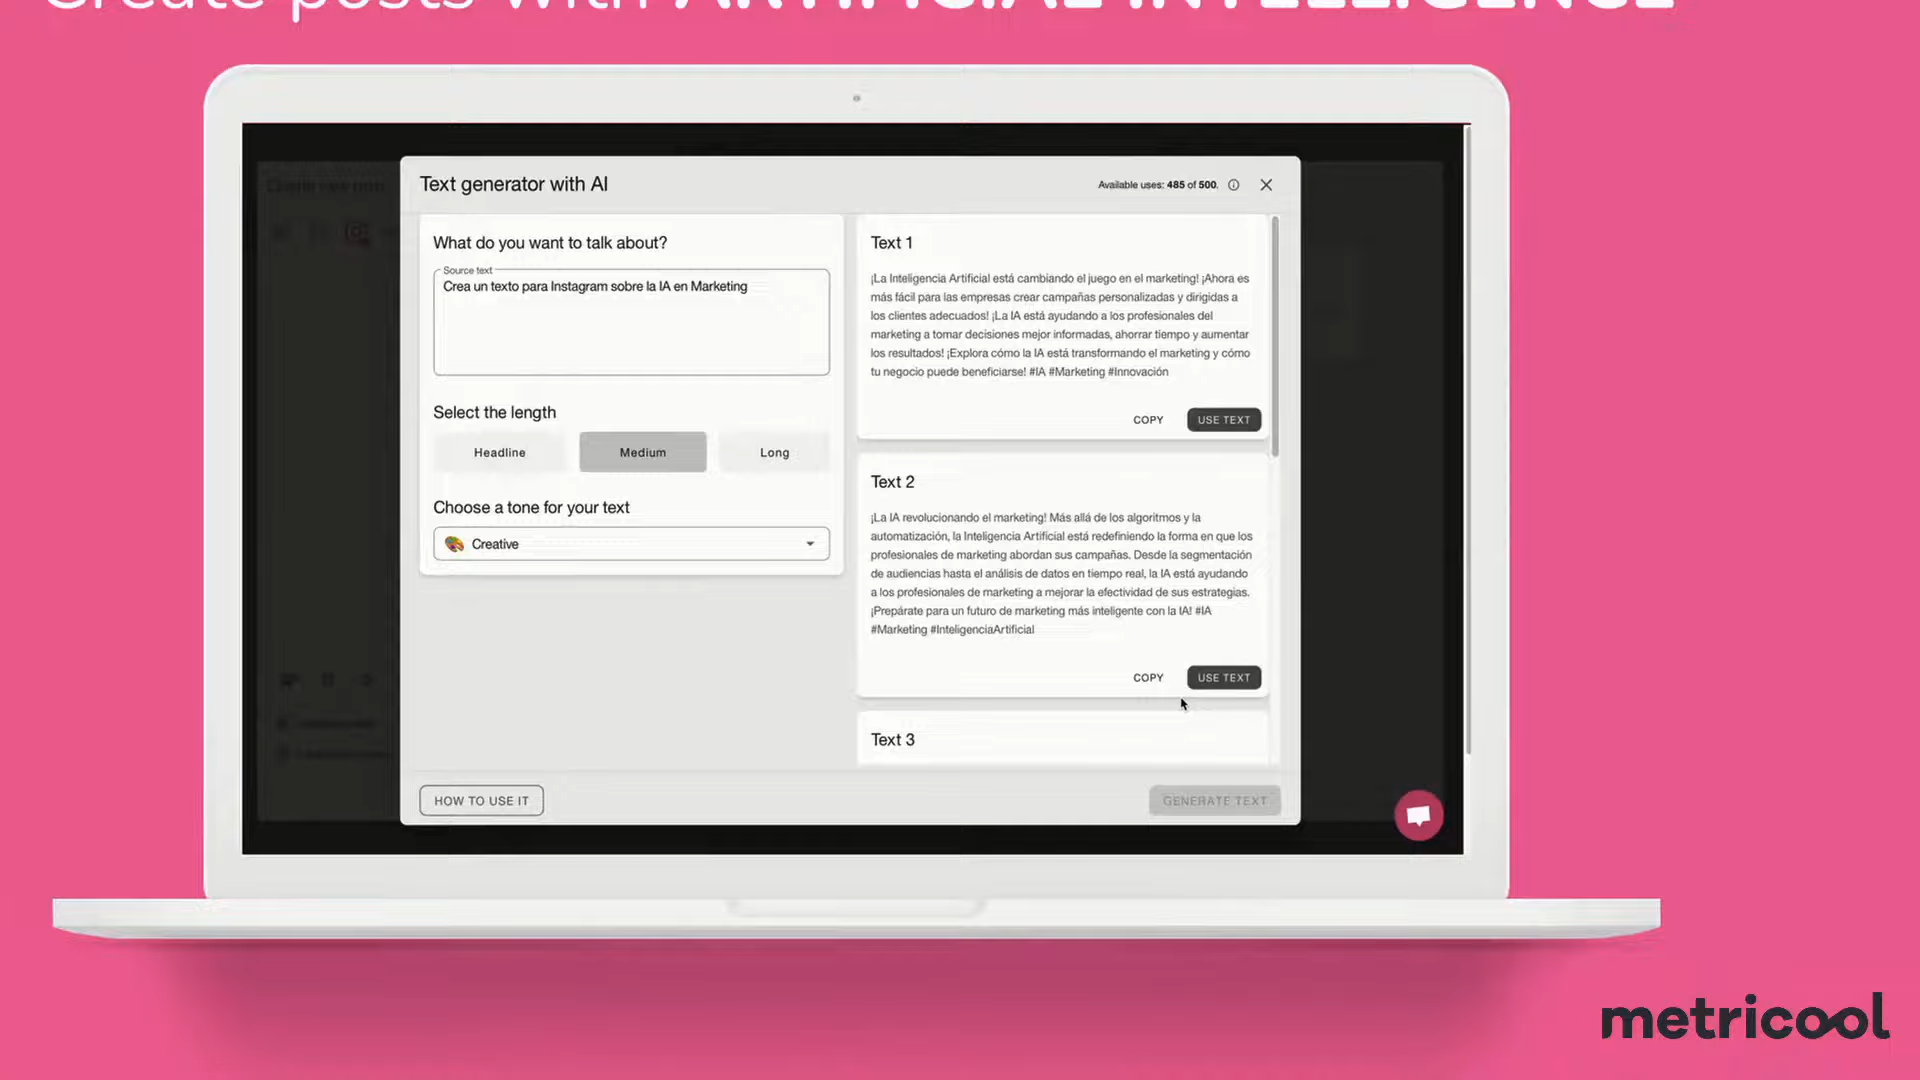 Create posts with ARTIFICIAL INTELLIGENCE
Text generator with AI
Available uses: 485 of 500.
What do you want to talk about?
Source text
Crea un texto para Instagram sobre la IA en Marketing
Select the length
Headline
Medium
Long
Choose a tone for your text
Creative
Text 1
¡La Inteligencia Artificial está cambiando el juego en el marketing! ¡Ahora es
más fácil para las empresas crear campañas personalizadas y dirigidas a
los clientes adecuados! ¡La IA está ayudando a los profesionales del
marketing a tomar decisiones mejor informadas, ahorrar tiempo y aumentar
los resultados! ¡Explora cómo la IA está transformando el marketing y cómo
tu negocio puede beneficiarse! #IA #Marketing #Innovación
COPY
USE TEXT
Text 2
¡La IA revolucionando el marketing! Más allá de los algoritmos y la
automatización, la Inteligencia Artificial está redefiniendo la forma en que los
profesionales de marketing abordan sus campañas. Desde la segmentación
de audiencias hasta el análisis de datos en tiempo real, la IA está ayudando
a los profesionales de marketing a mejorar la efectividad de sus estrategias.
¡Prepárate para un futuro de marketing más inteligente con la IA! #IA
#Marketing #InteligenciaArtificial
COPY
USE TEXT
Text 3
HOW TO USE IT
GENERATE TEXT
metricool